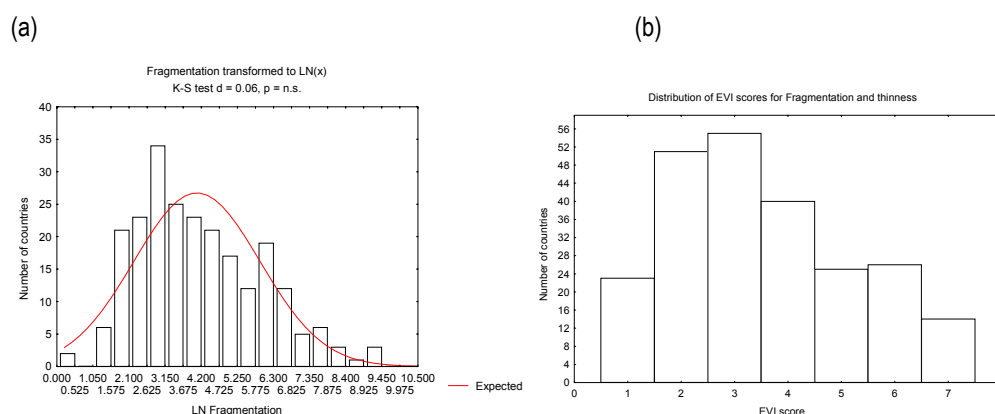 (a)
(b)
Fragmentation transformed to LN(x)
K-S test d = 0.06, p = n.s.
40
35
30
25
20
15
10
5
0
Number of countries
0.000 1.050 2.100 3.150 4.200 5.250 6.300 7.350 8.400 9.450 10.500
0.525 1.575 2.625 3.675 4.725 5.775 6.825 7.875 8.925 9.975
LN Fragmentation
Expected
Distribution of EVI scores for Fragmentation and thinness
56
52
48
44
40
36
32
28
24
20
16
12
8
4
0
Number of countries
1 2 3 4 5 6 7
EVI score